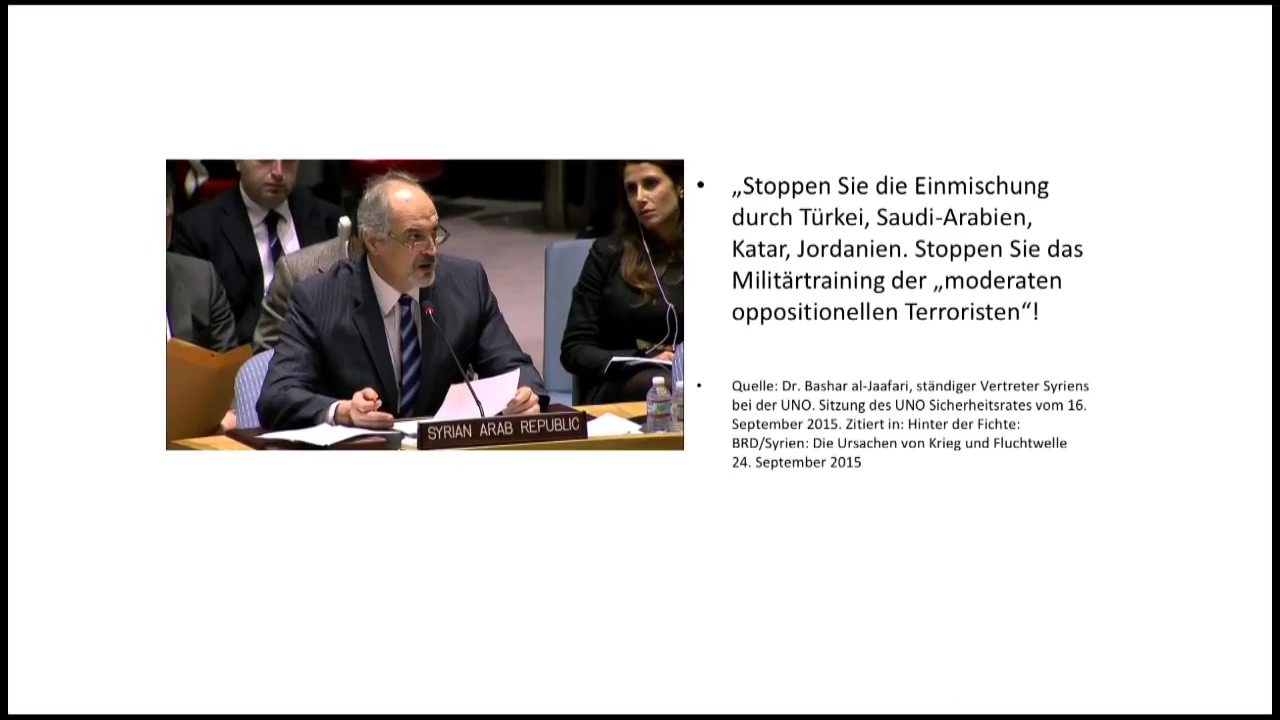 SYRIAN ARAB REPUBLIC
• „Stoppen Sie die Einmischung
durch Türkei, Saudi-Arabien,
Katar, Jordanien. Stoppen Sie das
Militärtraining der „moderaten
oppositionellen Terroristen“!
• Quelle: Dr. Bashar al-Jaafari, ständiger Vertreter Syriens
bei der UNO. Sitzung des UNO Sicherheitsrates vom 16.
September 2015. Zitiert in: Hinter der Fichte:
BRD/Syrien: Die Ursachen von Krieg und Fluchtwelle
24. September 2015